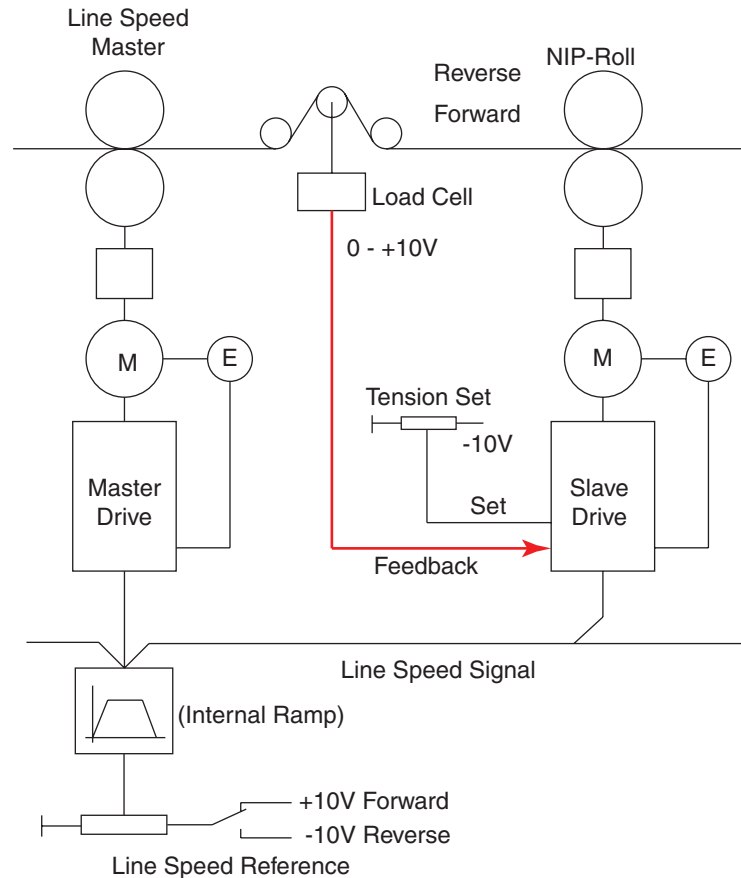 Line Speed
Master
NIP-Roll
Reverse
Forward
Load Cell
0 - +10V
M
E
M
E
Tension Set
-10V
Master
Drive
Set
Slave
Drive
Feedback
Line Speed Signal
(Internal Ramp)
+10V Forward
-10V Reverse
Line Speed Reference